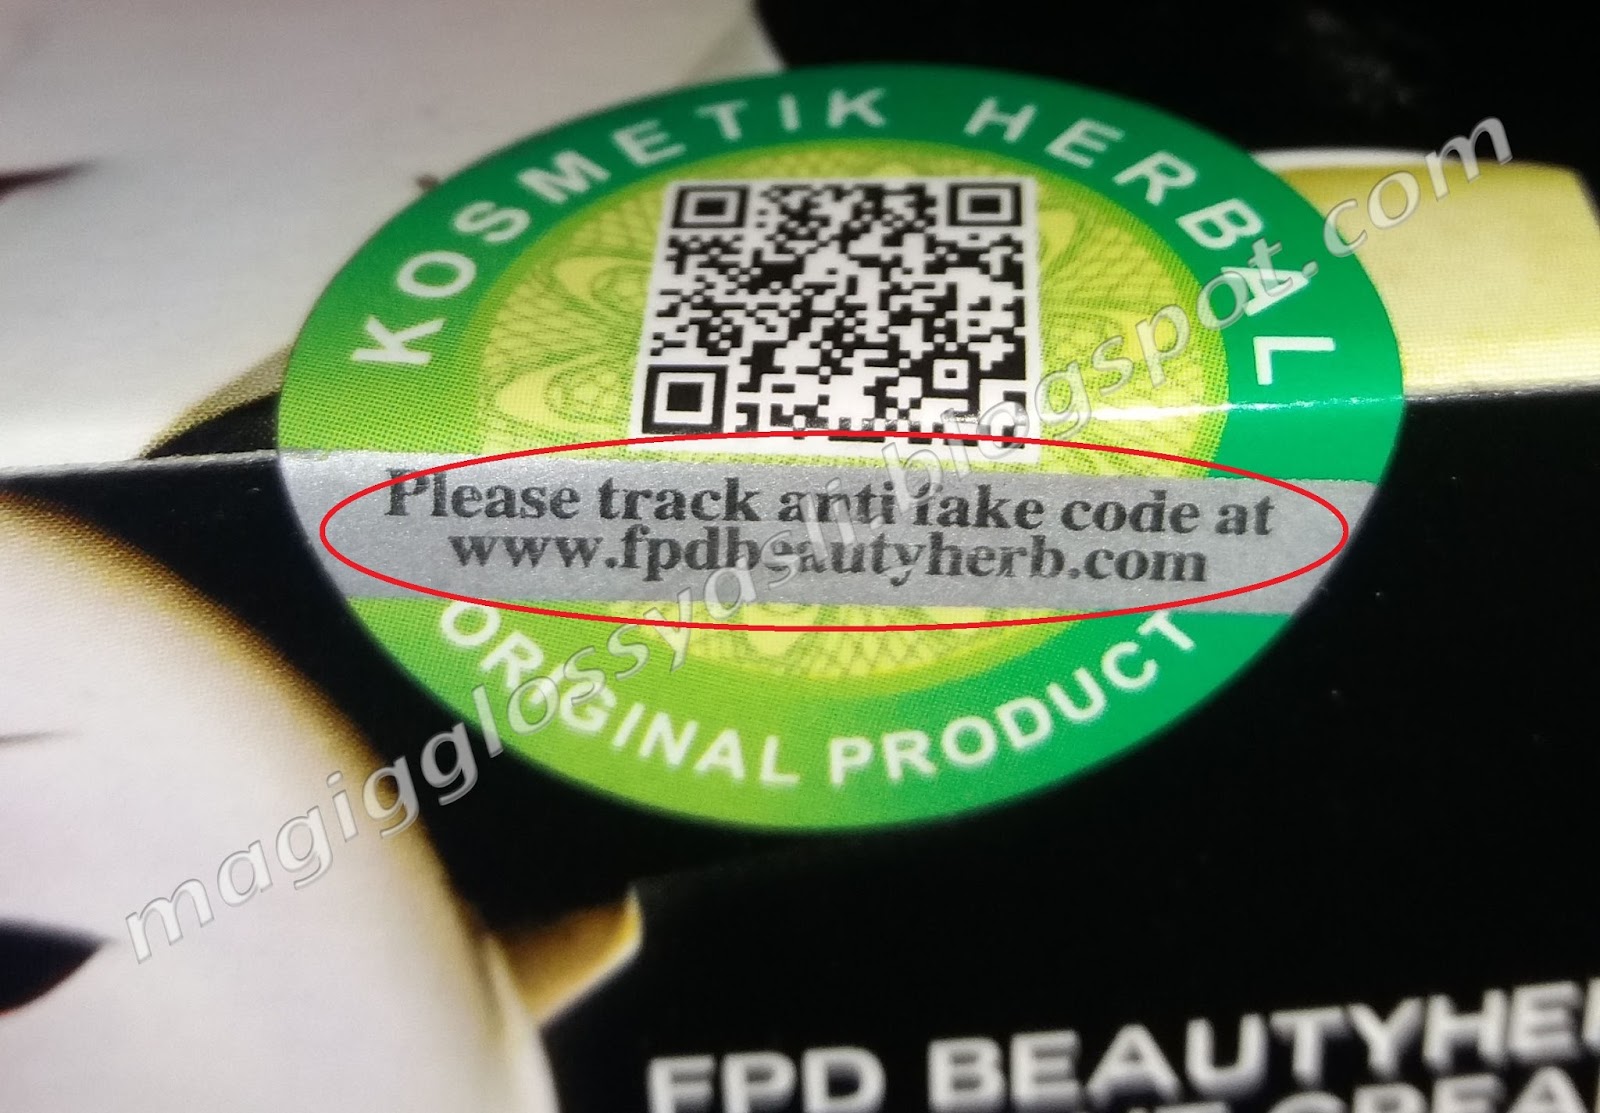 KOSMETIK HERBAL
Please track anti fake code at
www.fpdbeautyherb.com
ORIGINAL PRODUCT
magigglossyasli.blogspot.com
FPD BEAUTYHE